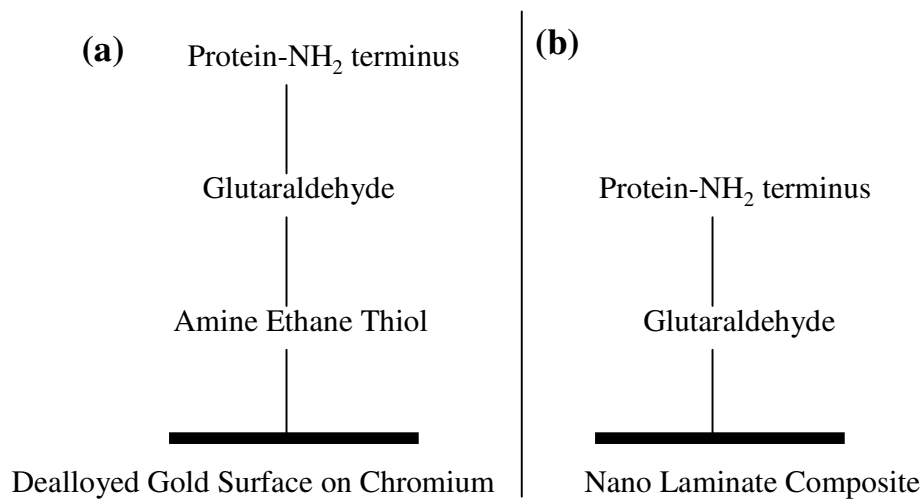 (a)
Protein-NH₂ terminus
Glutaraldehyde
Amine Ethane Thiol
Dealloyed Gold Surface on Chromium
(b)
Protein-NH₂ terminus
Glutaraldehyde
Nano Laminate Composite